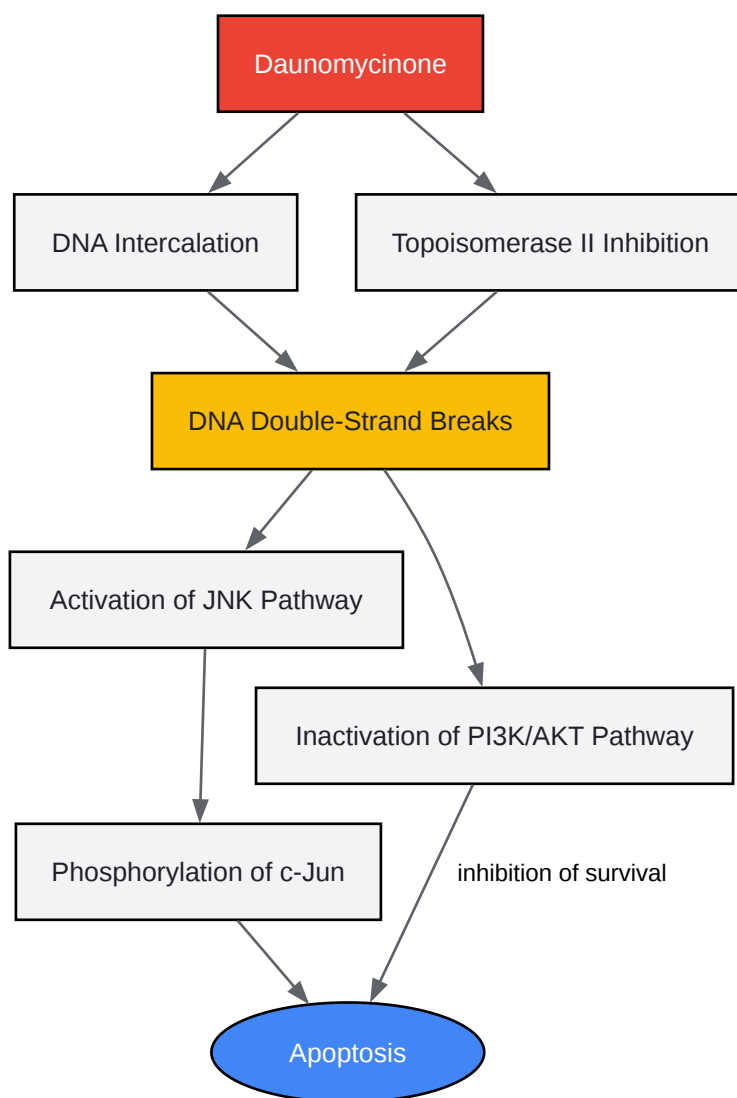 Daunomycinone
DNA Intercalation
Topoisomerase II Inhibition
DNA Double-Strand Breaks
Activation of JNK Pathway
Inactivation of PI3K/AKT Pathway
Phosphorylation of c-Jun
inhibition of survival
Apoptosis